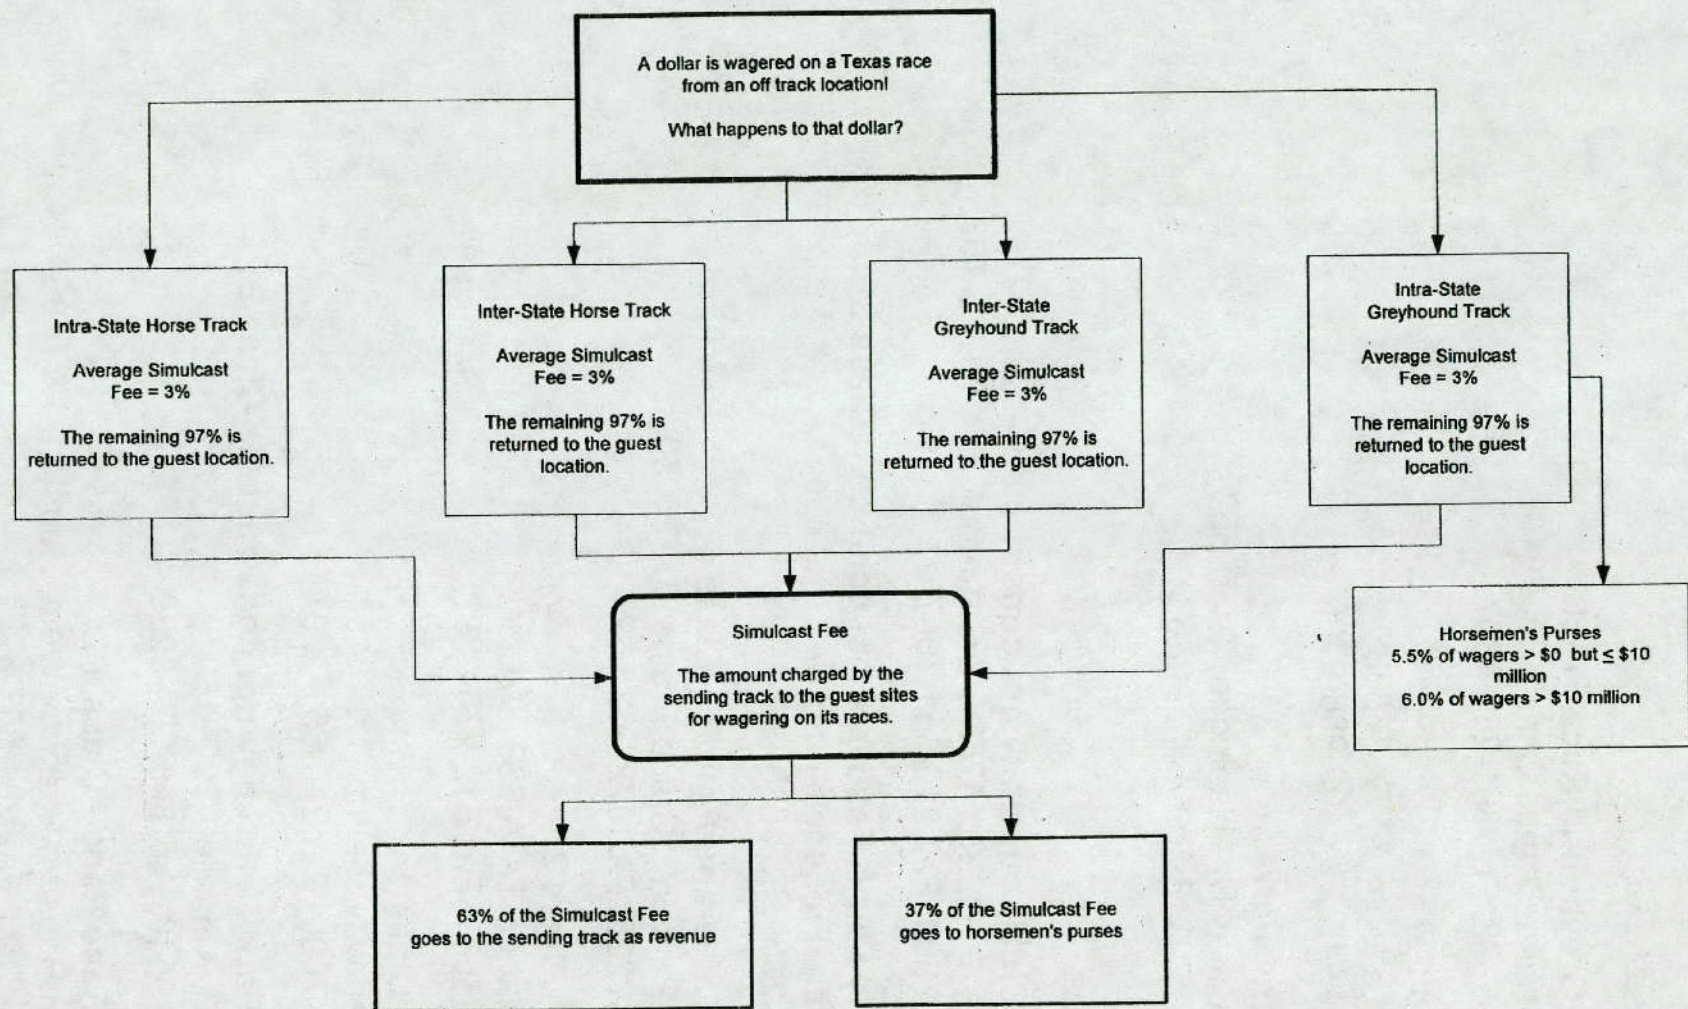 A dollar is wagered on a Texas race
from an off track location!
What happens to that dollar?
Intra-State Horse Track
Average Simulcast
Fee = 3%
The remaining 97% is
returned to the guest location.
Inter-State Horse Track
Average Simulcast
Fee = 3%
The remaining 97% is
returned to the guest
location.
Inter-State
Greyhound Track
Average Simulcast
Fee = 3%
The remaining 97% is
returned to the guest location.
Intra-State
Greyhound Track
Average Simulcast
Fee = 3%
The remaining 97% is
returned to the guest
location.
Simulcast Fee
The amount charged by the
sending track to the guest sites
for wagering on its races.
Horsemen's Purses
5.5% of wagers > $0 but ≤ $10
million
6.0% of wagers > $10 million
63% of the Simulcast Fee
goes to the sending track as revenue
37% of the Simulcast Fee
goes to horsemen's purses